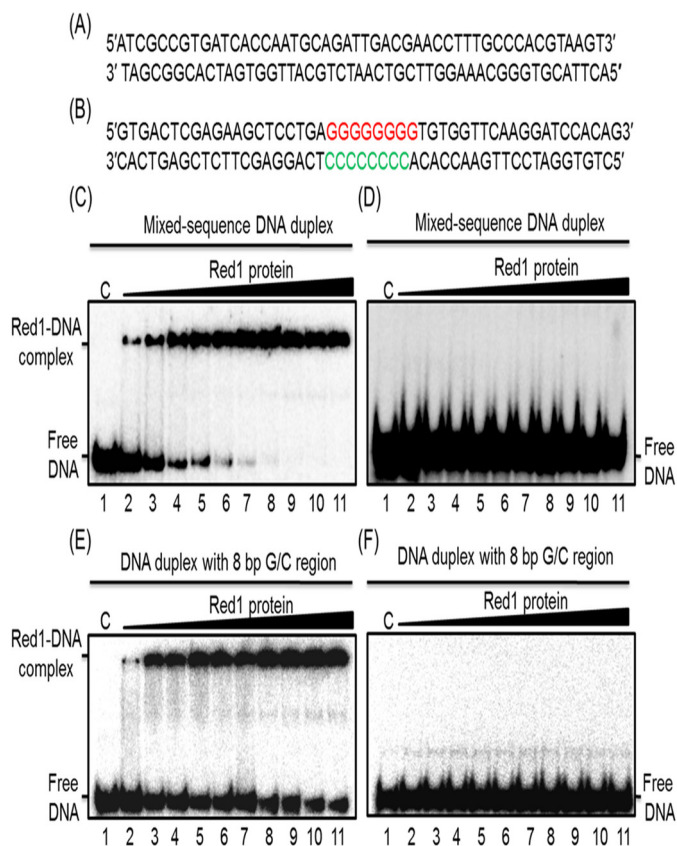 (A)
5′ATCGCCGTGATCACCAATGCAGATTGACGAACCTTTGCCCACGTAAGT3′
3′ TAGCGGCACTAGTGGTTACGTCTAACTGCTTGGAAACGGGTGCATTCA5′
(B)
5′GTGACTCGAGAAGCTCCTGAGGGGGGGGTGTGGTTCAAGGATCCACAG3′
3′CACTGAGCTCTTCGAGGACTCCCCCCCCACACCAAGTTCCTAGGTGTC5′
(C)
Mixed-sequence DNA duplex
Red1 protein
C
Red1-DNA
complex
Free
DNA
1 2 3 4 5 6 7 8 9 10 11
(D)
Mixed-sequence DNA duplex
Red1 protein
C
Free
DNA
1 2 3 4 5 6 7 8 9 10 11
(E)
DNA duplex with 8 bp G/C region
Red1 protein
C
Red1-DNA
complex
Free
DNA
1 2 3 4 5 6 7 8 9 10 11
(F)
DNA duplex with 8 bp G/C region
Red1 protein
C
Free
DNA
1 2 3 4 5 6 7 8 9 10 11